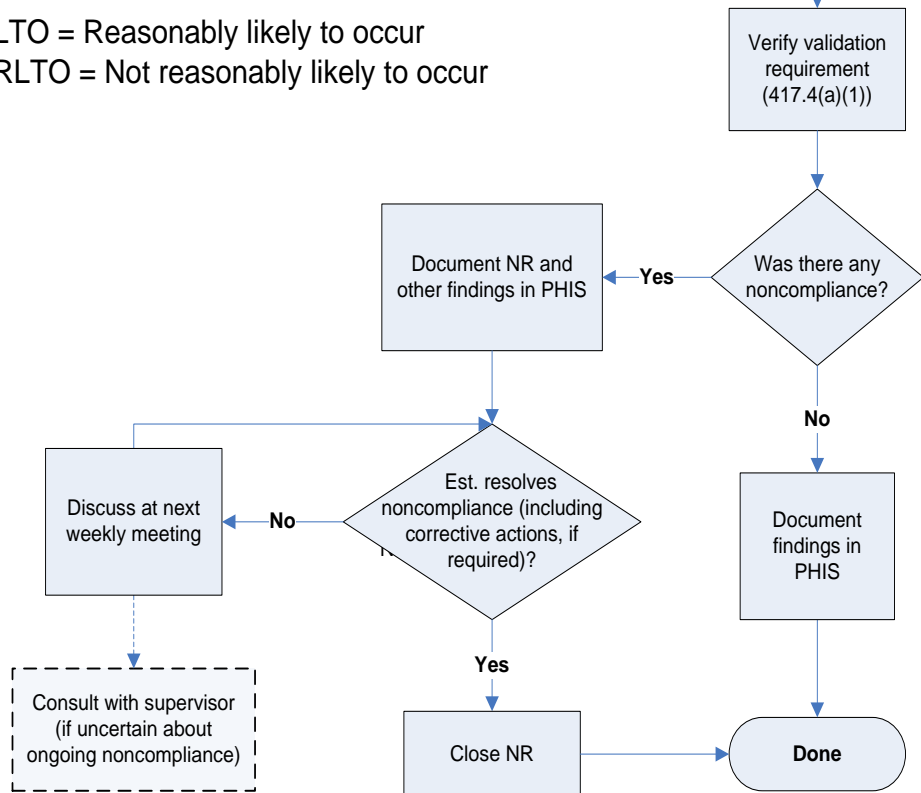 LTO = Reasonably likely to occur
RLTO = Not reasonably likely to occur
Verify validation
requirement
(417.4(a)(1))
Was there any
noncompliance?
Yes
Document NR and
other findings in PHIS
No
Est. resolves
noncompliance (including
corrective actions, if
required)?
No
Discuss at next
weekly meeting
Document
findings in
PHIS
Yes
Consult with supervisor
(if uncertain about
ongoing noncompliance)
Close NR
Done